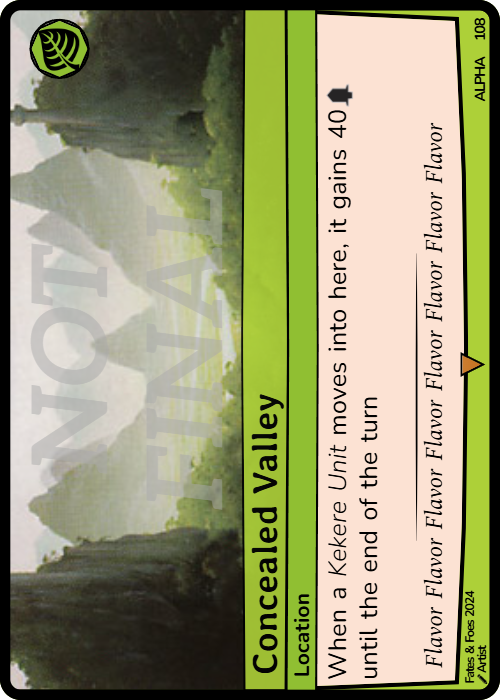 NOT
FINAL
Concealed Valley
Location
When a Kekere Unit moves into here, it gains 40
until the end of the turn
Flavor Flavor Flavor Flavor Flavor Flavor Flavor Flavor
Fates & Foes 2024
Artist
ALPHA 108